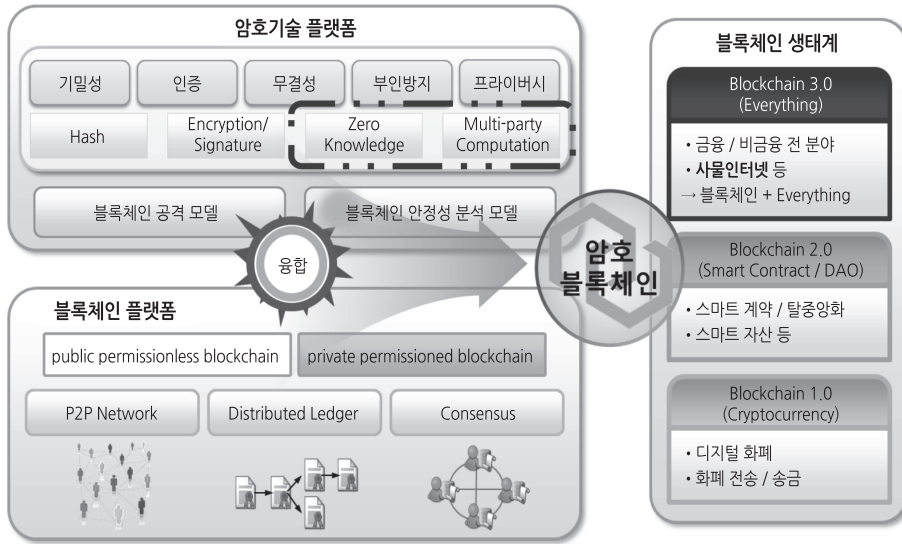 암호기술 플랫폼
기밀성
인증
무결성
부인방지
프라이버시
Hash
Encryption/
Signature
Zero
Knowledge
Multi-party
Computation
블록체인 공격 모델
블록체인 안정성 분석 모델
융합
블록체인 플랫폼
public permissionless blockchain
private permissioned blockchain
P2P Network
Distributed Ledger
Consensus
암호
블록체인
블록체인 생태계
Blockchain 3.0
(Everything)
• 금융 / 비금융 전 분야
• 사물인터넷 등
→ 블록체인 + Everything
Blockchain 2.0
(Smart Contract / DAO)
• 스마트 계약 / 탈중앙화
• 스마트 자산 등
Blockchain 1.0
(Cryptocurrency)
• 디지털 화폐
• 화폐 전송 / 송금